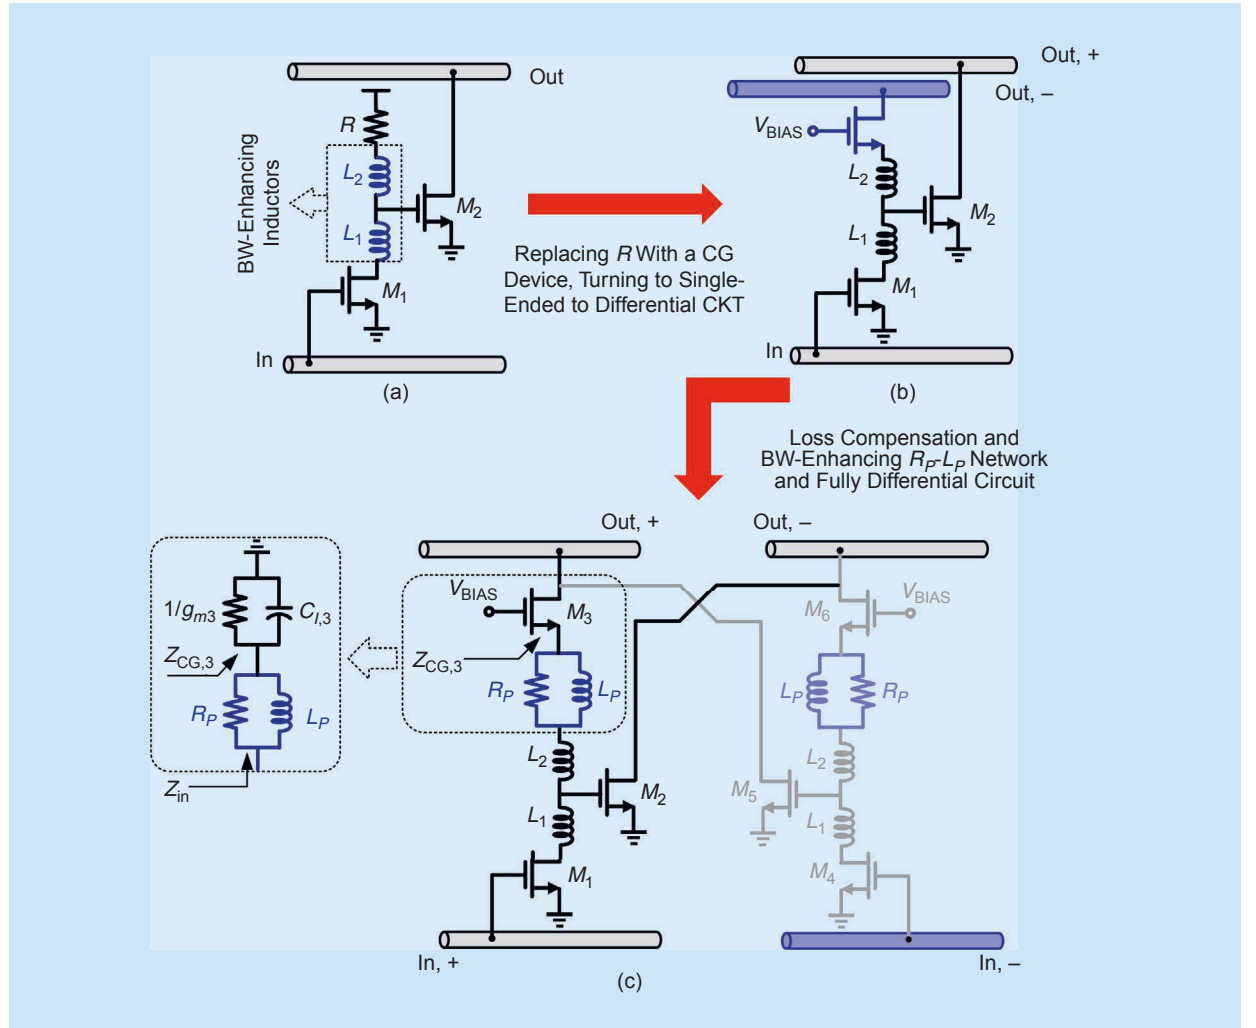 Out
R
BW-Enhancing
Inductors
L2
L1
M2
M1
In
(a)
Replacing R With a CG
Device, Turning to Single-
Ended to Differential CKT
Out, +
Out, –
VBIAS
L2
M2
L1
M1
In
(b)
Loss Compensation and
BW-Enhancing RP-LP Network
and Fully Differential Circuit
Out, +
Out, –
1/gm3
CI,3
ZCG,3
RP
LP
Zin
VBIAS
M3
ZCG,3
RP
LP
L2
M2
L1
M1
In, +
M6
VBIAS
LP
RP
L2
M5
L1
M4
In, –
(c)